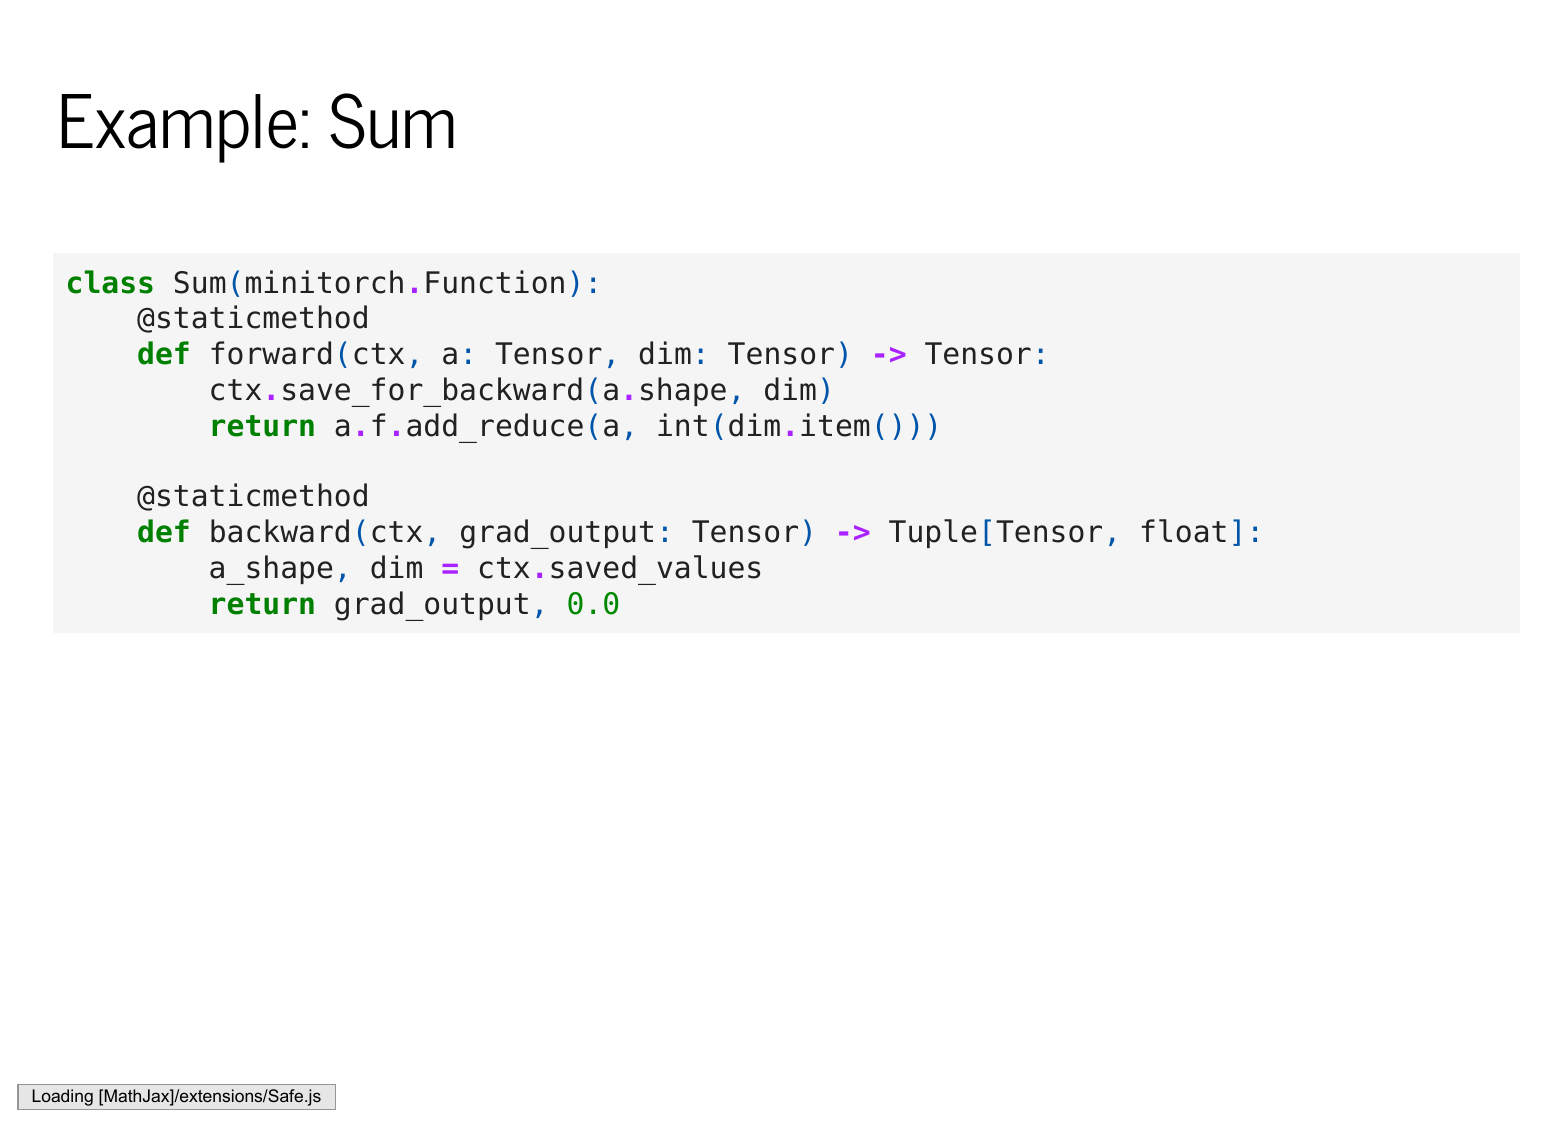 Example: Sum
class Sum(minitorch.Function):
    @staticmethod
    def forward(ctx, a: Tensor, dim: Tensor) -> Tensor:
        ctx.save_for_backward(a.shape, dim)
        return a.f.add_reduce(a, int(dim.item()))

    @staticmethod
    def backward(ctx, grad_output: Tensor) -> Tuple[Tensor, float]:
        a_shape, dim = ctx.saved_values
        return grad_output, 0.0
Loading [MathJax]/extensions/Safe.js